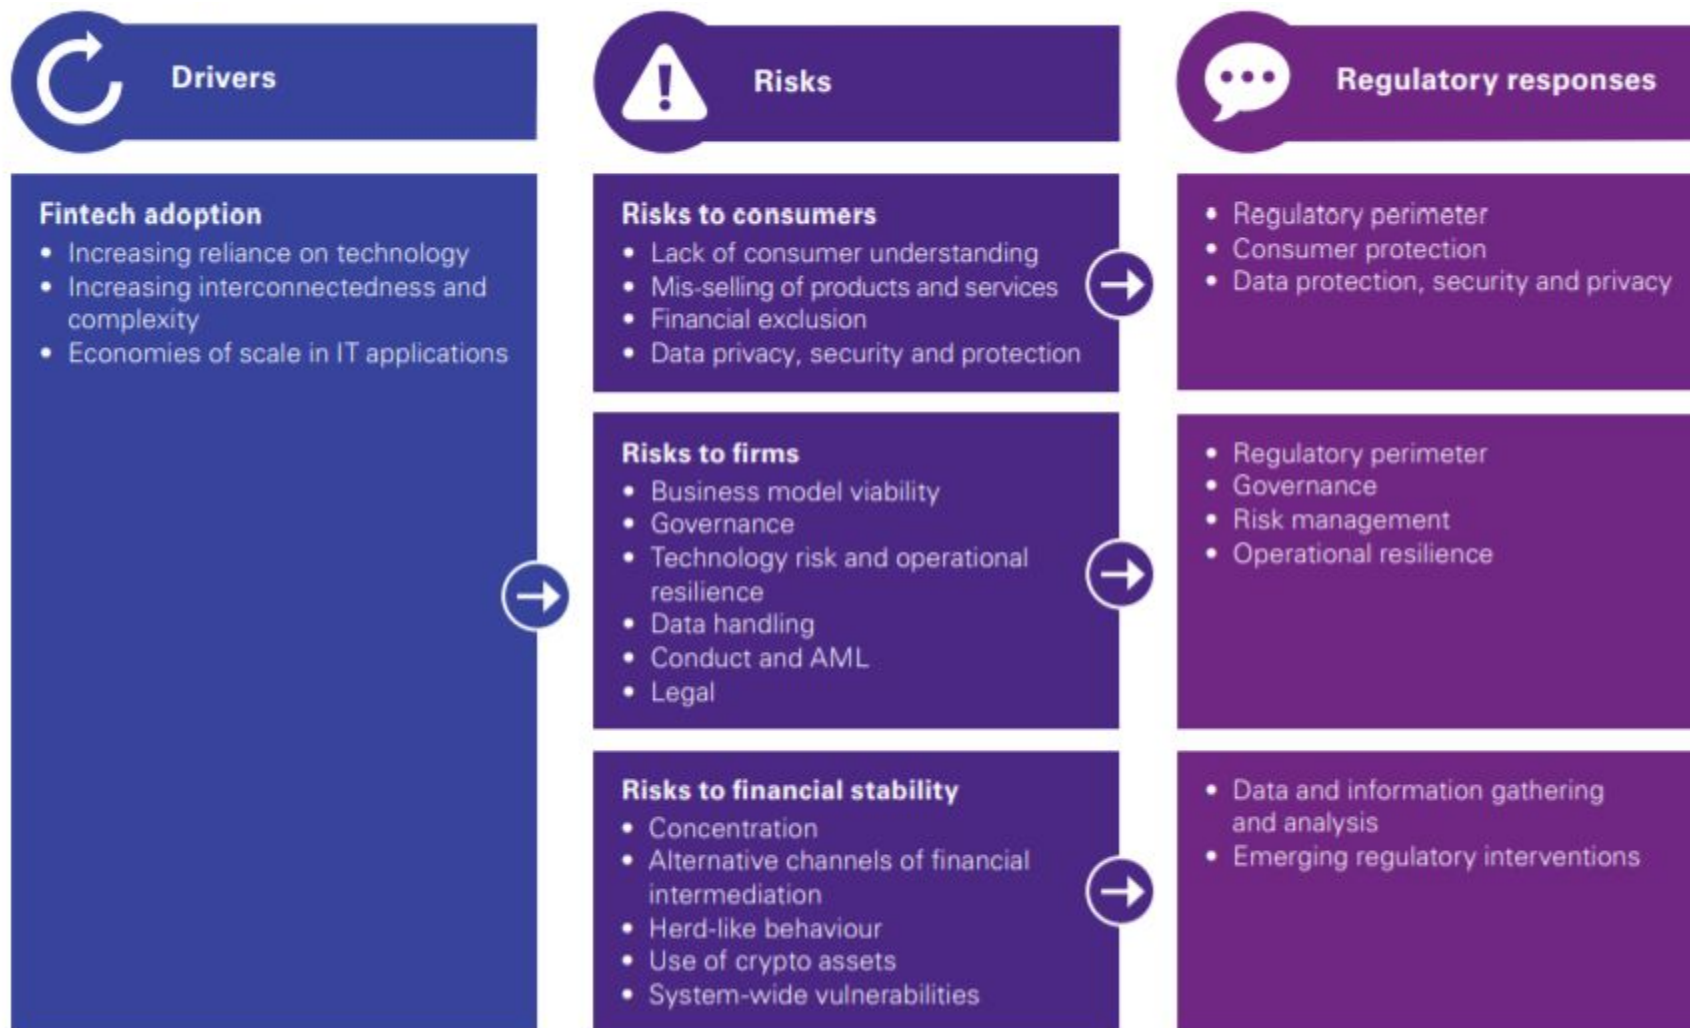 Drivers
Risks
Regulatory responses
Fintech adoption
• Increasing reliance on technology
• Increasing interconnectedness and
complexity
• Economies of scale in IT applications
Risks to consumers
• Lack of consumer understanding
• Mis-selling of products and services
• Financial exclusion
• Data privacy, security and protection
• Regulatory perimeter
• Consumer protection
• Data protection, security and privacy
Risks to firms
• Business model viability
• Governance
• Technology risk and operational
resilience
• Data handling
• Conduct and AML
• Legal
• Regulatory perimeter
• Governance
• Risk management
• Operational resilience
Risks to financial stability
• Concentration
• Alternative channels of financial
intermediation
• Herd-like behaviour
• Use of crypto assets
• System-wide vulnerabilities
• Data and information gathering
and analysis
• Emerging regulatory interventions